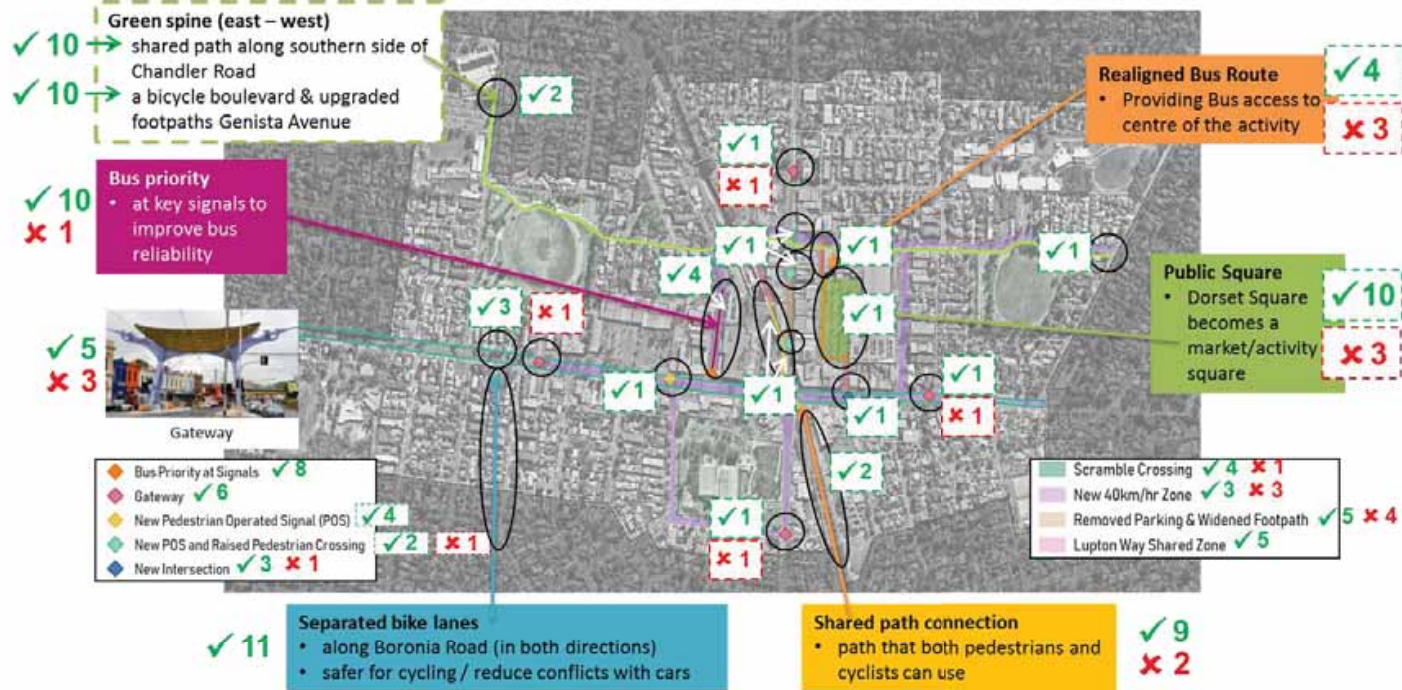 Green spine (east – west)
✓ 10 → shared path along southern side of
Chandler Road
✓ 10 → a bicycle boulevard & upgraded
footpaths Genista Avenue
✓ 2
Realigned Bus Route
• Providing Bus access to
centre of the activity
✓ 4
✗ 3
✓ 1
✗ 1
Bus priority
• at key signals to
improve bus
reliability
✓ 10
✗ 1
✓ 1
✓ 1
✓ 1
✓ 4
Public Square
• Dorset Square
becomes a
market/activity
square
✓ 10
✗ 3
✓ 3
✗ 1
✓ 1
✓ 5
✗ 3
Gateway
✓ 1
✓ 1
✓ 1
✓ 1
✗ 1
Bus Priority at Signals ✓ 8
Gateway ✓ 6
New Pedestrian Operated Signal (POS) ✓ 4
New POS and Raised Pedestrian Crossing ✓ 2 ✗ 1
New Intersection ✓ 3 ✗ 1
✓ 2
✓ 1
✗ 1
Scramble Crossing ✓ 4 ✗ 1
New 40km/hr Zone ✓ 3 ✗ 3
Removed Parking & Widened Footpath ✓ 5 ✗ 4
Lupton Way Shared Zone ✓ 5
✓ 11
Separated bike lanes
• along Boronia Road (in both directions)
• safer for cycling / reduce conflicts with cars
Shared path connection
• path that both pedestrians and
cyclists can use
✓ 9
✗ 2